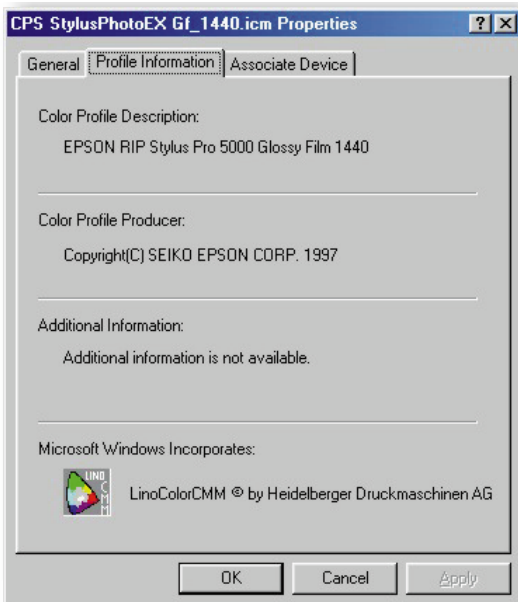 CPS StylusPhotoEX Gf_1440.icm Properties
General Profile Information Associate Device
Color Profile Description:
EPSON RIP Stylus Pro 5000 Glossy Film 1440
Color Profile Producer:
Copyright(C) SEIKO EPSON CORP. 1997
Additional Information:
Additional information is not available.
Microsoft Windows Incorporates:
LINO
CMM
LinoColorCMM © by Heidelberger Druckmaschinen AG
OK Cancel Apply